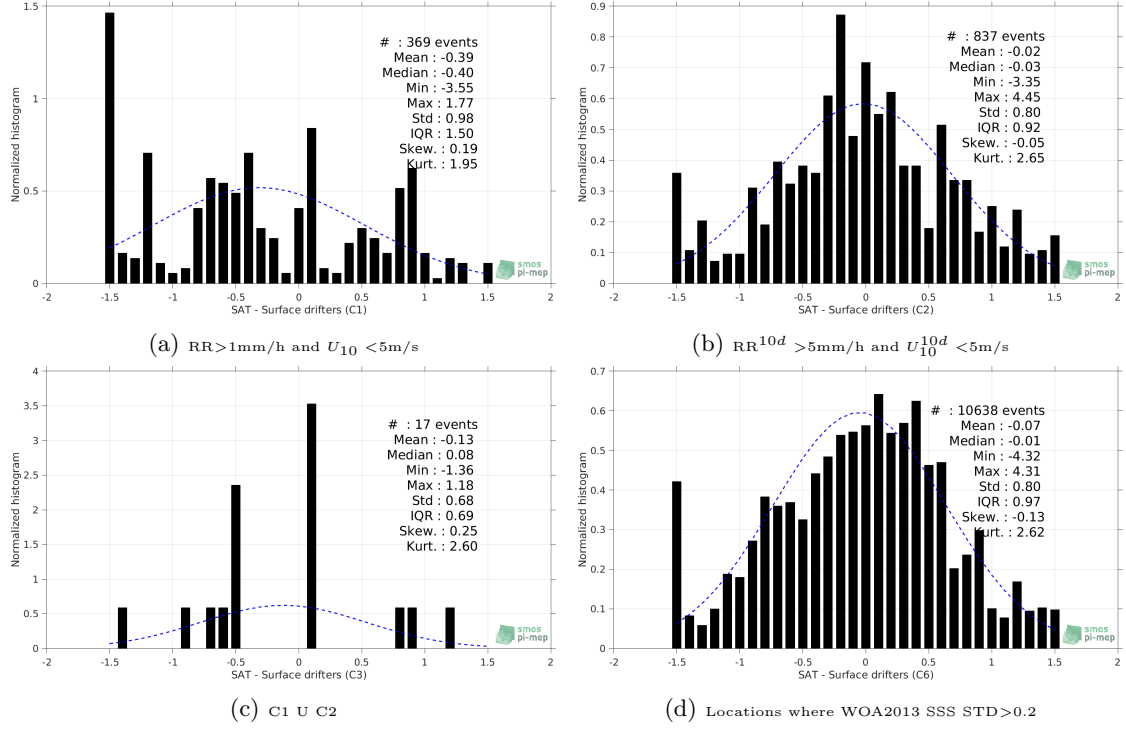 1.5
1
0.5
0
Normalized histogram
# : 369 events
Mean : -0.39
Median : -0.40
Min : -3.55
Max : 1.77
Std : 0.98
IQR : 1.50
Skew. : 0.19
Kurt. : 1.95
smos
pi-mep
-2 -1.5 -1 -0.5 0 0.5 1 1.5 2
SAT - Surface drifters (C1)
(a) RR>1mm/h and U10 <5m/s
0.9
0.8
0.7
0.6
0.5
0.4
0.3
0.2
0.1
0
Normalized histogram
# : 837 events
Mean : -0.02
Median : -0.03
Min : -3.35
Max : 4.45
Std : 0.80
IQR : 0.92
Skew. : -0.05
Kurt. : 2.65
smos
pi-mep
-2 -1.5 -1 -0.5 0 0.5 1 1.5 2
SAT - Surface drifters (C2)
(b) RR10d >5mm/h and U10 10d <5m/s
4
3.5
3
2.5
2
1.5
1
0.5
0
Normalized histogram
# : 17 events
Mean : -0.13
Median : 0.08
Min : -1.36
Max : 1.18
Std : 0.68
IQR : 0.69
Skew. : 0.25
Kurt. : 2.60
smos
pi-mep
-2 -1.5 -1 -0.5 0 0.5 1 1.5 2
SAT - Surface drifters (C3)
(c) C1 U C2
0.7
0.6
0.5
0.4
0.3
0.2
0.1
0
Normalized histogram
# : 10638 events
Mean : -0.07
Median : -0.01
Min : -4.32
Max : 4.31
Std : 0.80
IQR : 0.97
Skew. : -0.13
Kurt. : 2.62
smos
pi-mep
-2 -1.5 -1 -0.5 0 0.5 1 1.5 2
SAT - Surface drifters (C6)
(d) Locations where WOA2013 SSS STD>0.2